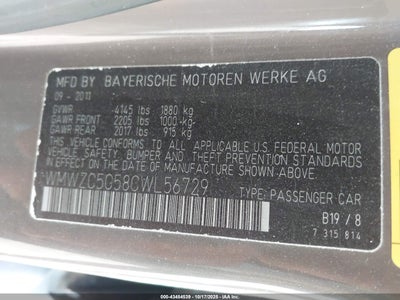 MFD BY BAYERISCHE MOTOREN WERKE AG
09-2011
GVWR 4145 lbs 1880 kg
GAWR FRONT 2205 lbs 1000 kg
GAWR REAR 2017 lbs 915 kg
THIS VEHICLE CONFORMS TO ALL APPLICABLE U.S. FEDERAL MOTOR
VEHICLE SAFETY, BUMPER, AND THEFT PREVENTION STANDARDS
IN EFFECT ON THE DATE OF MANUFACTURE SHOWN ABOVE.
WMWZC5C58CWL56729 TYPE: PASSENGER CAR
B19 / 8
7 315 814
000-43484539 - 10/17/2025 - IAAI.COM